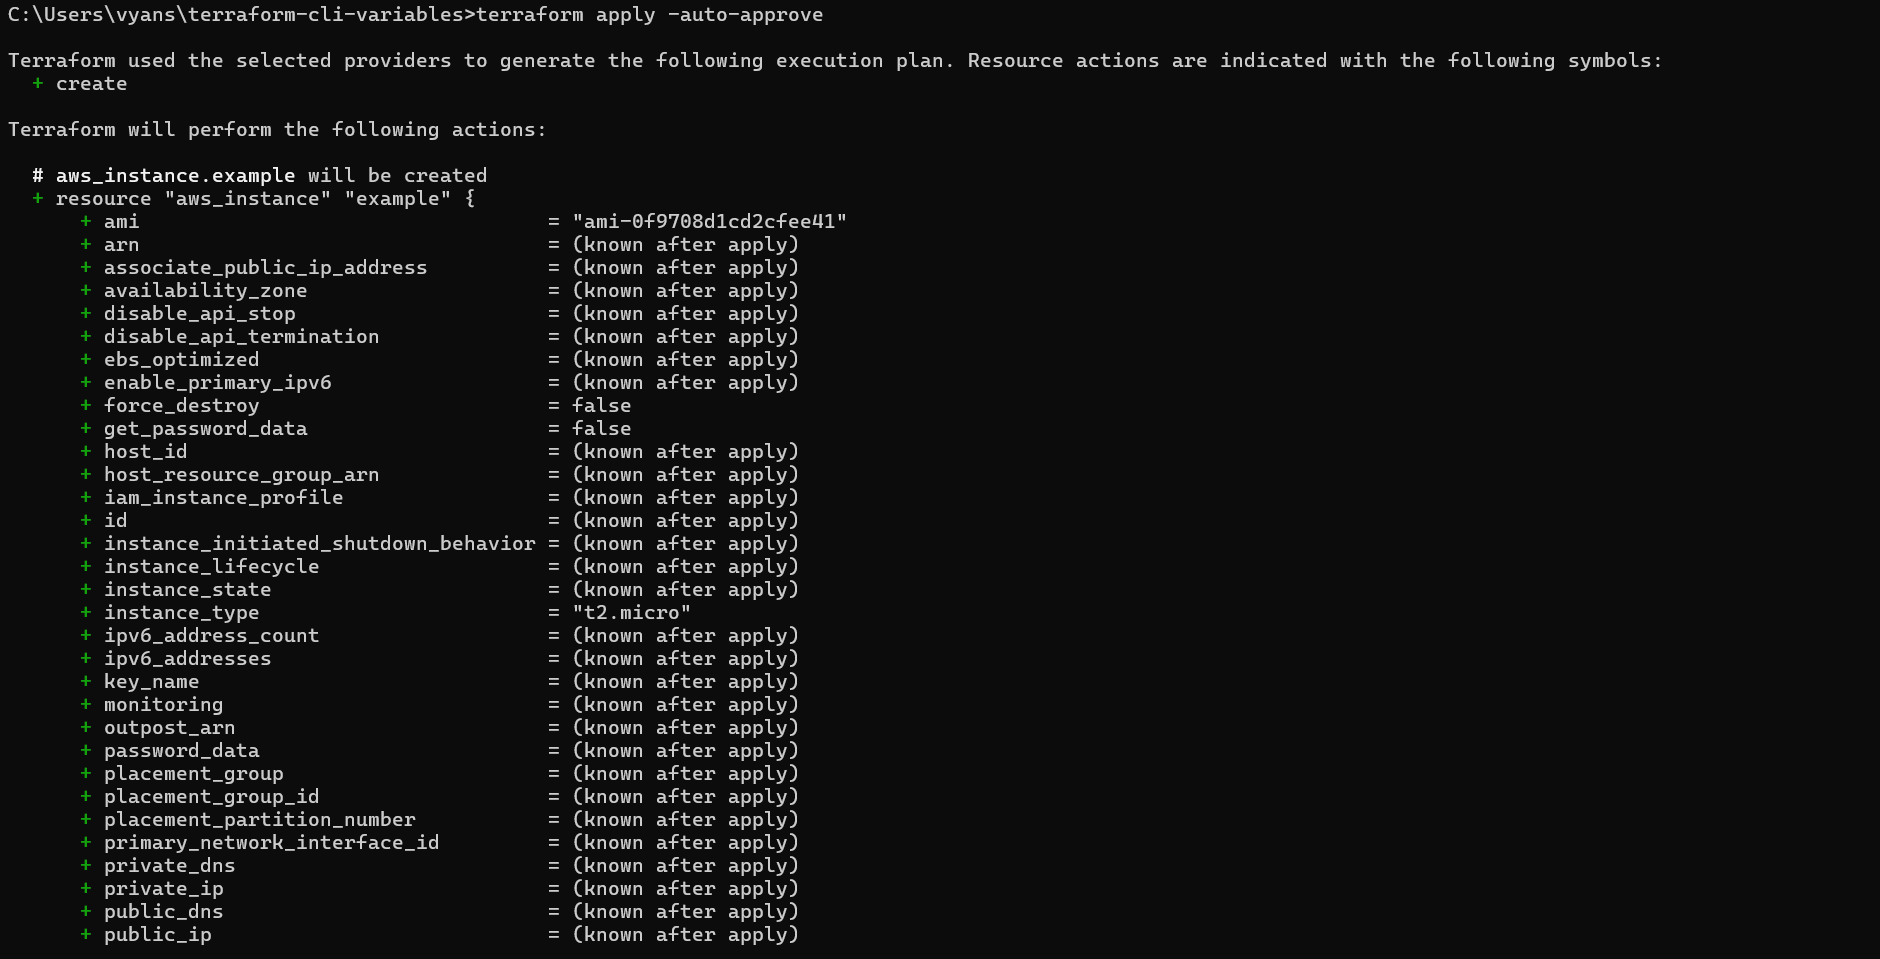 C:\Users\vyans\terraform-cli-variables>terraform apply -auto-approve
Terraform used the selected providers to generate the following execution plan. Resource actions are indicated with the following symbols:
+ create
Terraform will perform the following actions:
# aws_instance.example will be created
+ resource "aws_instance" "example" {
+ ami = "ami-0f9708d1cd2cfee41"
+ arn = (known after apply)
+ associate_public_ip_address = (known after apply)
+ availability_zone = (known after apply)
+ disable_api_stop = (known after apply)
+ disable_api_termination = (known after apply)
+ ebs_optimized = (known after apply)
+ enable_primary_ipv6 = (known after apply)
+ force_destroy = false
+ get_password_data = false
+ host_id = (known after apply)
+ host_resource_group_arn = (known after apply)
+ iam_instance_profile = (known after apply)
+ id = (known after apply)
+ instance_initiated_shutdown_behavior = (known after apply)
+ instance_lifecycle = (known after apply)
+ instance_state = (known after apply)
+ instance_type = "t2.micro"
+ ipv6_address_count = (known after apply)
+ ipv6_addresses = (known after apply)
+ key_name = (known after apply)
+ monitoring = (known after apply)
+ outpost_arn = (known after apply)
+ password_data = (known after apply)
+ placement_group = (known after apply)
+ placement_group_id = (known after apply)
+ placement_partition_number = (known after apply)
+ primary_network_interface_id = (known after apply)
+ private_dns = (known after apply)
+ private_ip = (known after apply)
+ public_dns = (known after apply)
+ public_ip = (known after apply)